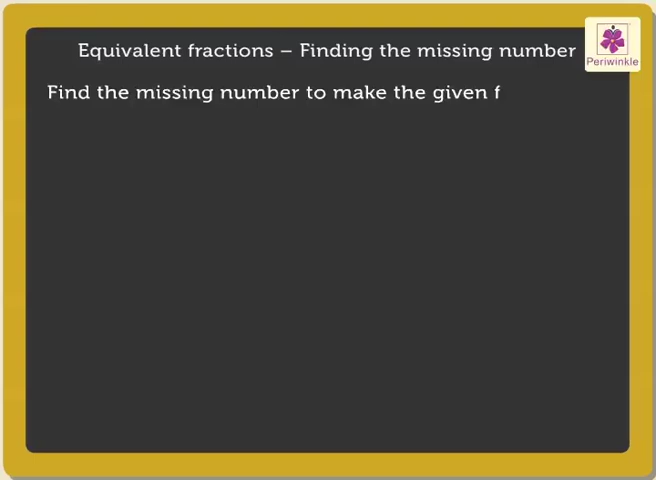 Equivalent fractions – Finding the missing number
Periwinkle
Find the missing number to make the given f